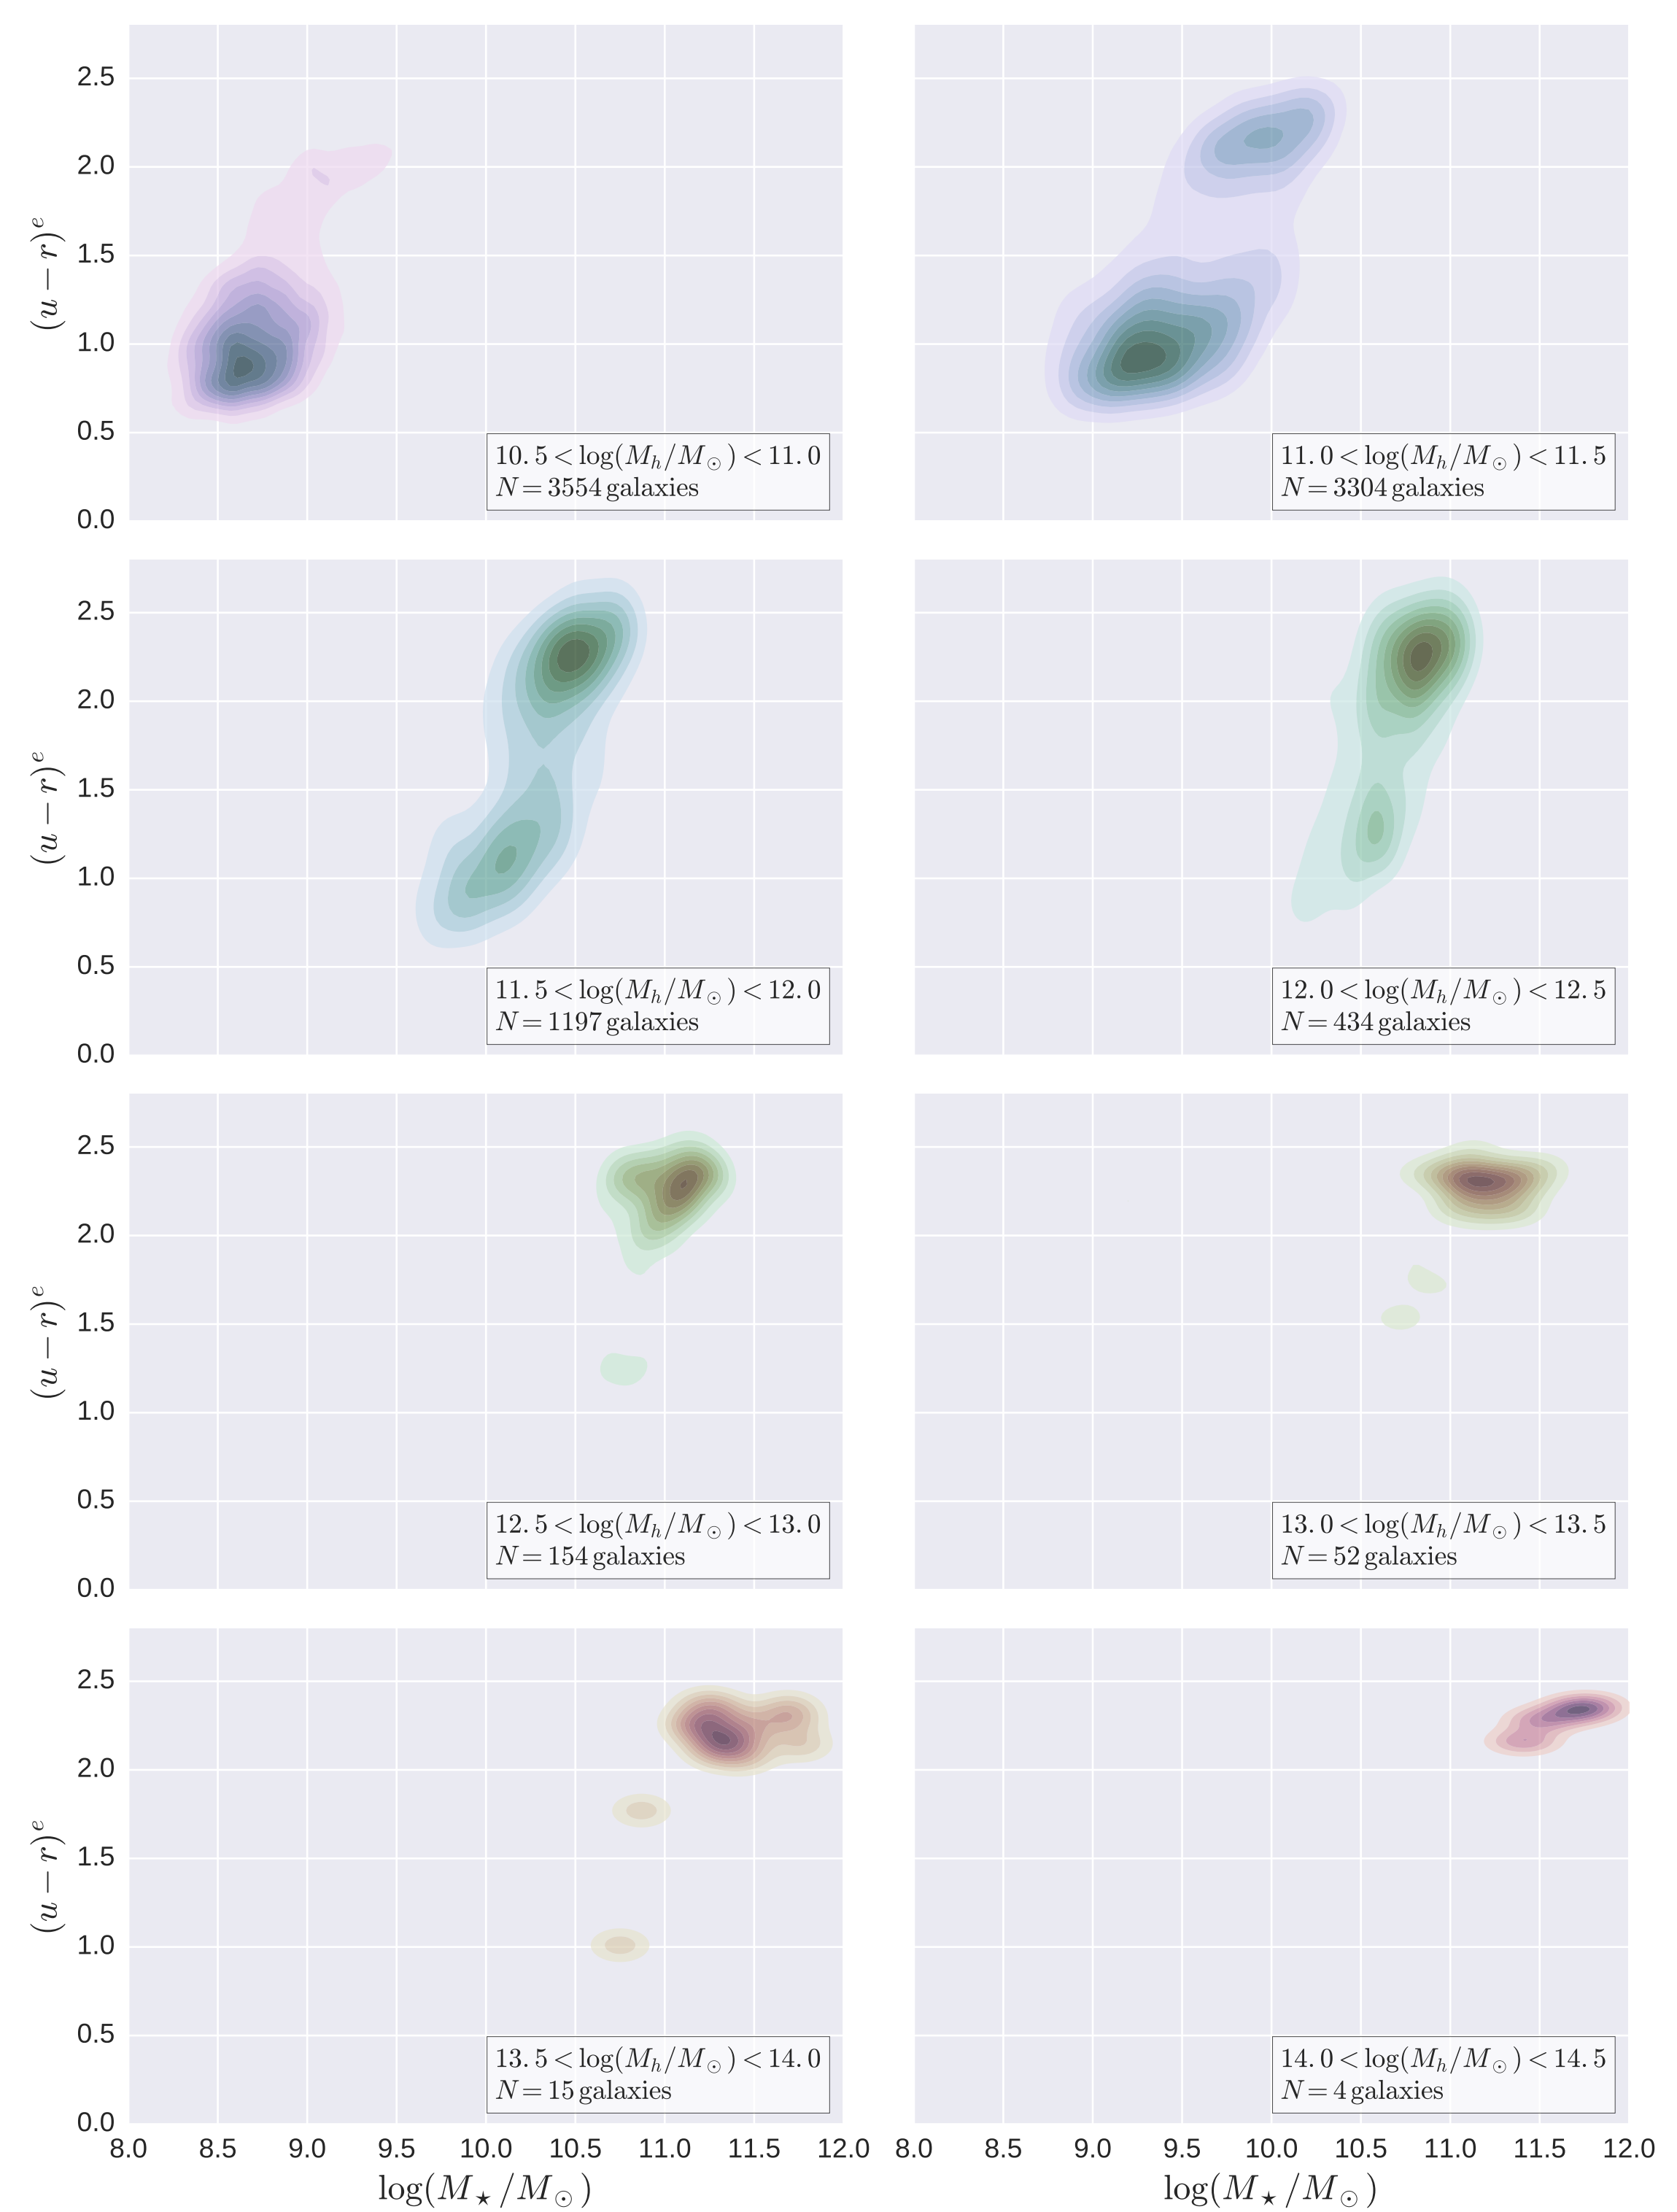 2.5
2.0
1.5
1.0
0.5
0.0
(u − r)^e
10.5 < log(M_h/M_⊙) < 11.0
N = 3554 galaxies
11.0 < log(M_h/M_⊙) < 11.5
N = 3304 galaxies
2.5
2.0
1.5
1.0
0.5
0.0
(u − r)^e
11.5 < log(M_h/M_⊙) < 12.0
N = 1197 galaxies
12.0 < log(M_h/M_⊙) < 12.5
N = 434 galaxies
2.5
2.0
1.5
1.0
0.5
0.0
(u − r)^e
12.5 < log(M_h/M_⊙) < 13.0
N = 154 galaxies
13.0 < log(M_h/M_⊙) < 13.5
N = 52 galaxies
2.5
2.0
1.5
1.0
0.5
0.0
(u − r)^e
13.5 < log(M_h/M_⊙) < 14.0
N = 15 galaxies
14.0 < log(M_h/M_⊙) < 14.5
N = 4 galaxies
8.0 8.5 9.0 9.5 10.0 10.5 11.0 11.5 12.0
8.0 8.5 9.0 9.5 10.0 10.5 11.0 11.5 12.0
log(M_⋆/M_⊙)
log(M_⋆/M_⊙)